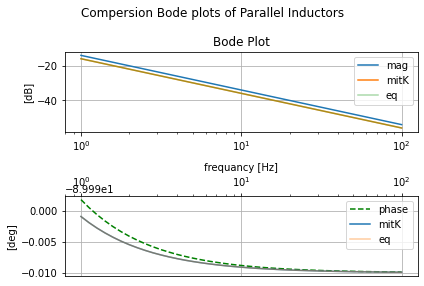 Compersion Bode plots of Parallel Inductors
Bode Plot
[dB]
−20
−40
mag
mitK
eq
10⁰
10¹
10²
frequancy [Hz]
10⁰
10¹
10²
−8.999e1
[deg]
0.000
−0.005
−0.010
phase
mitK
eq